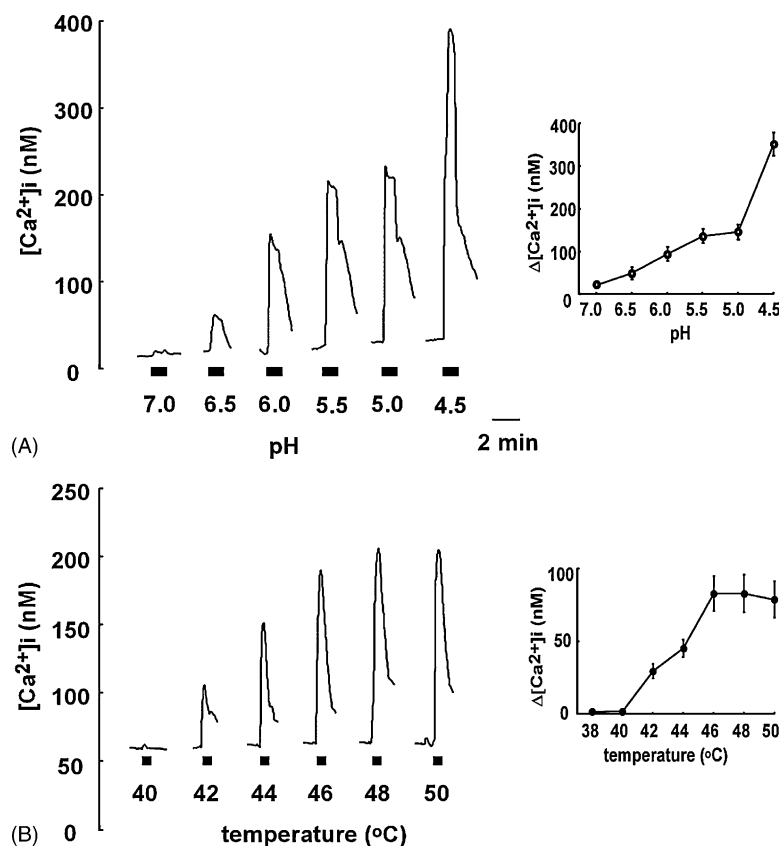 400
300
200
100
0
[Ca2+]i (nM)
7.0 6.5 6.0 5.5 5.0 4.5
pH
2 min
(A)
400
300
200
100
0
Δ[Ca2+]i (nM)
7.0 6.5 6.0 5.5 5.0 4.5
pH
250
200
150
100
50
0
[Ca2+]i (nM)
40 42 44 46 48 50
temperature (oC)
(B)
100
50
0
Δ[Ca2+]i (nM)
38 40 42 44 46 48 50
temperature (oC)